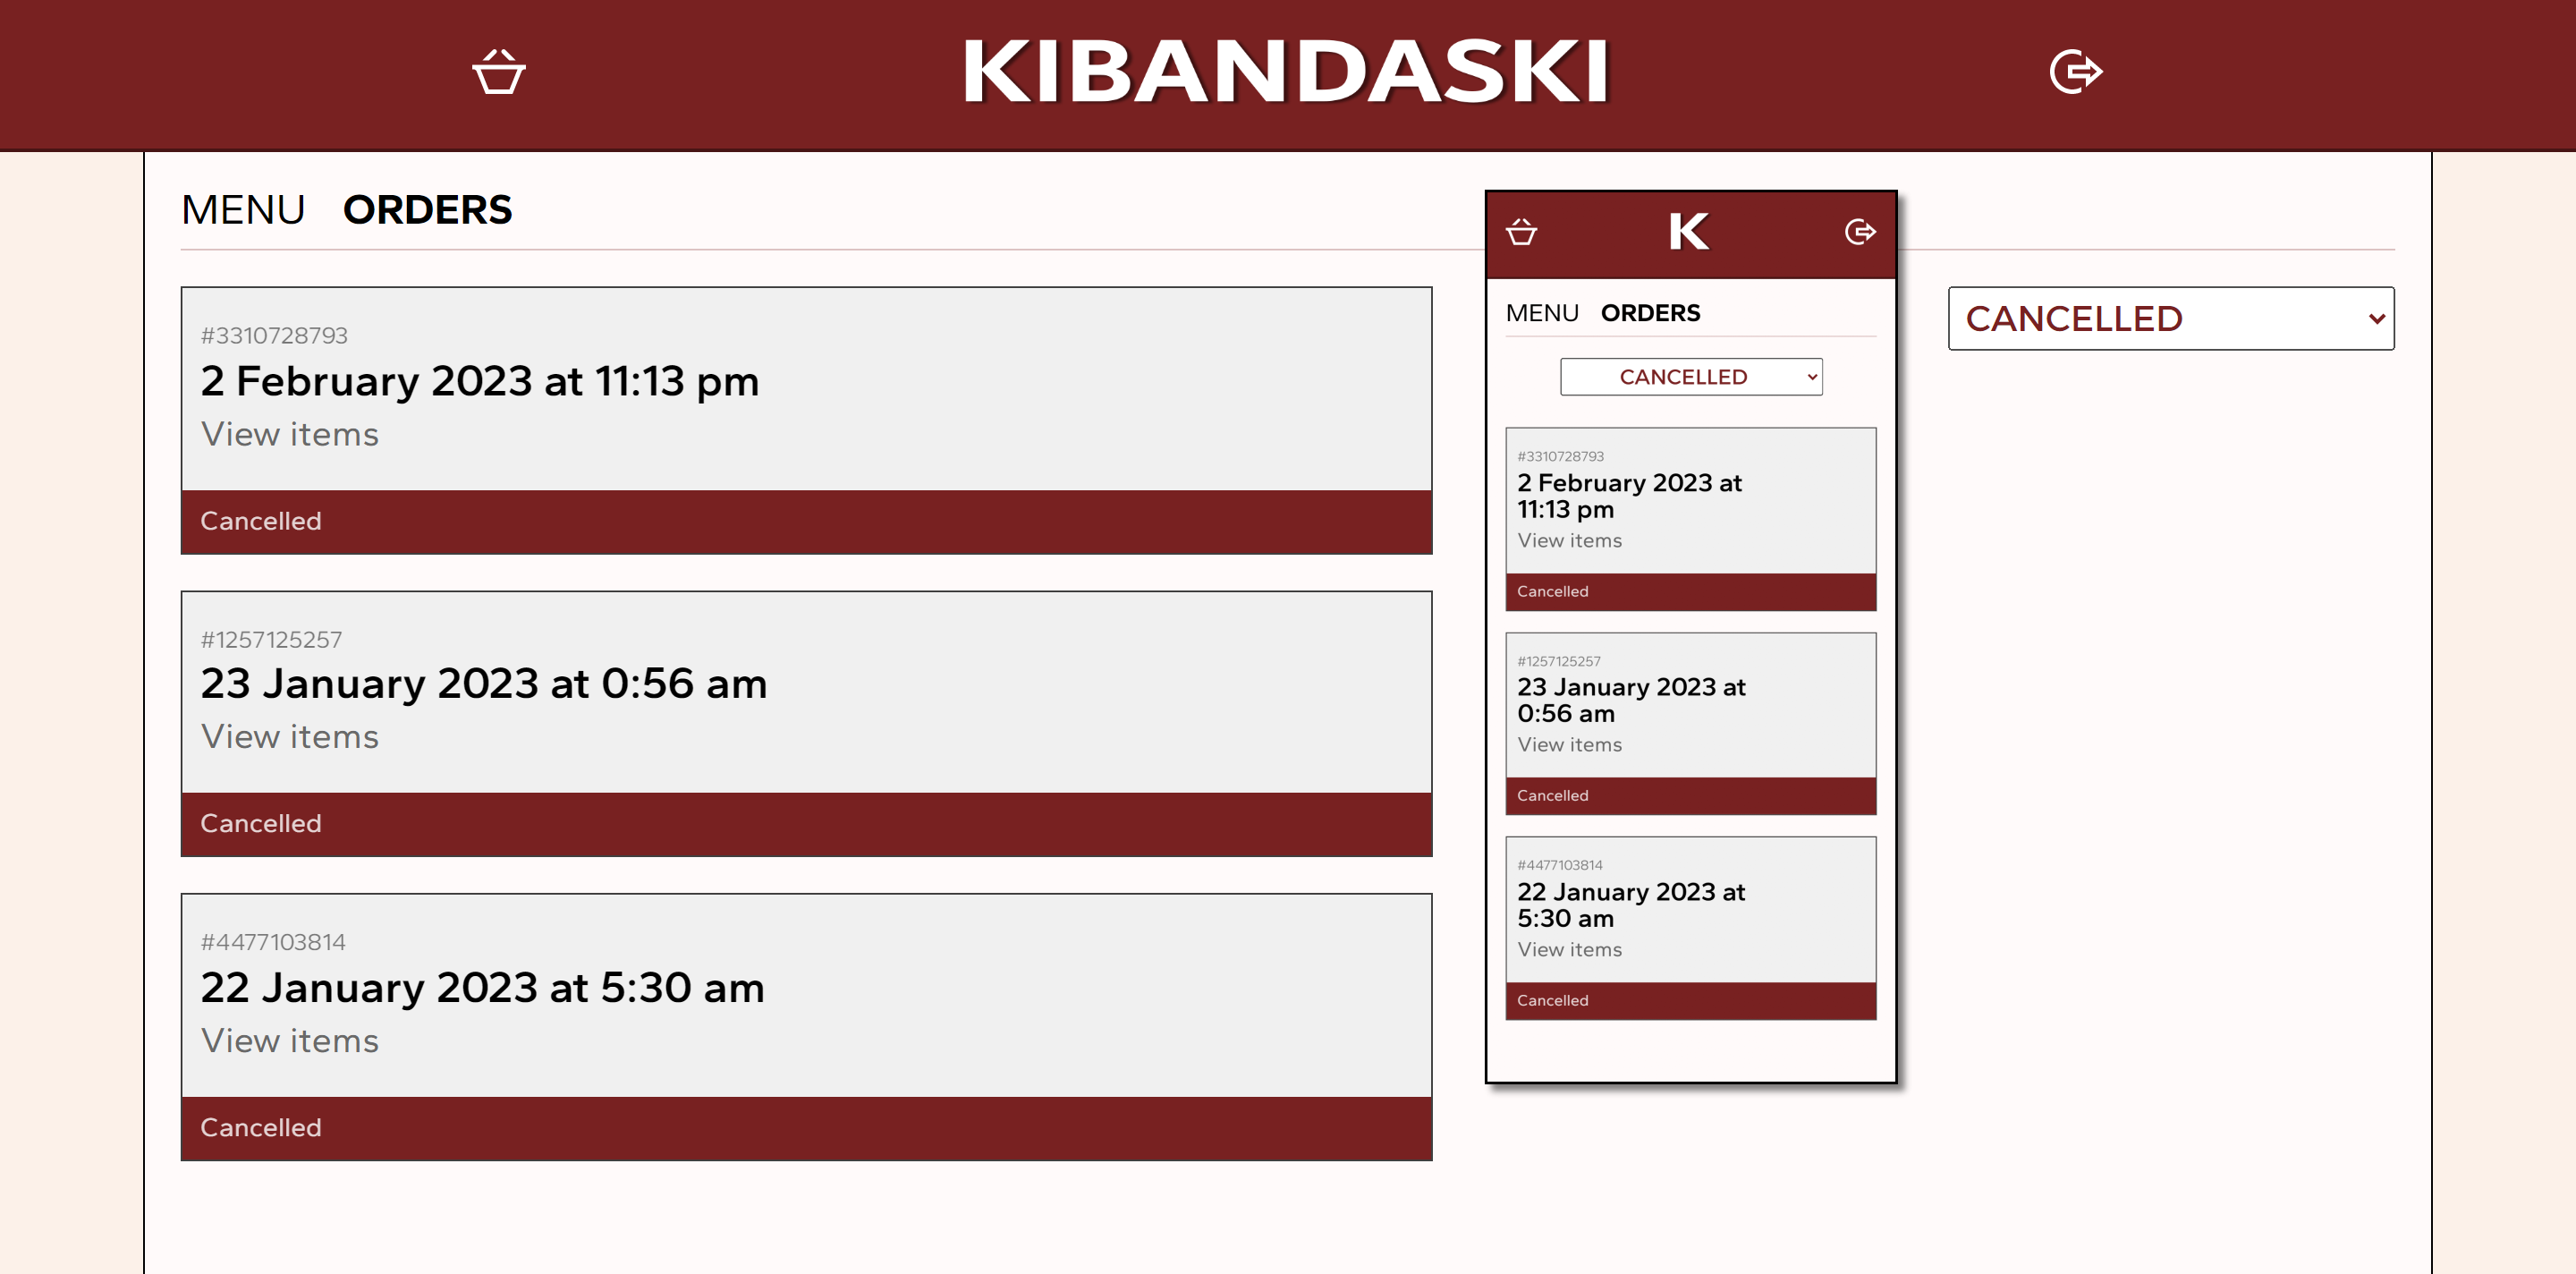 KIBANDASKI
MENU ORDERS
#3310728793
2 February 2023 at 11:13 pm
View items
Cancelled
#1257125257
23 January 2023 at 0:56 am
View items
Cancelled
#4477103814
22 January 2023 at 5:30 am
View items
Cancelled
K
MENU ORDERS
CANCELLED
#3310728793
2 February 2023 at
11:13 pm
View items
Cancelled
#1257125257
23 January 2023 at
0:56 am
View items
Cancelled
#4477103814
22 January 2023 at
5:30 am
View items
Cancelled
CANCELLED